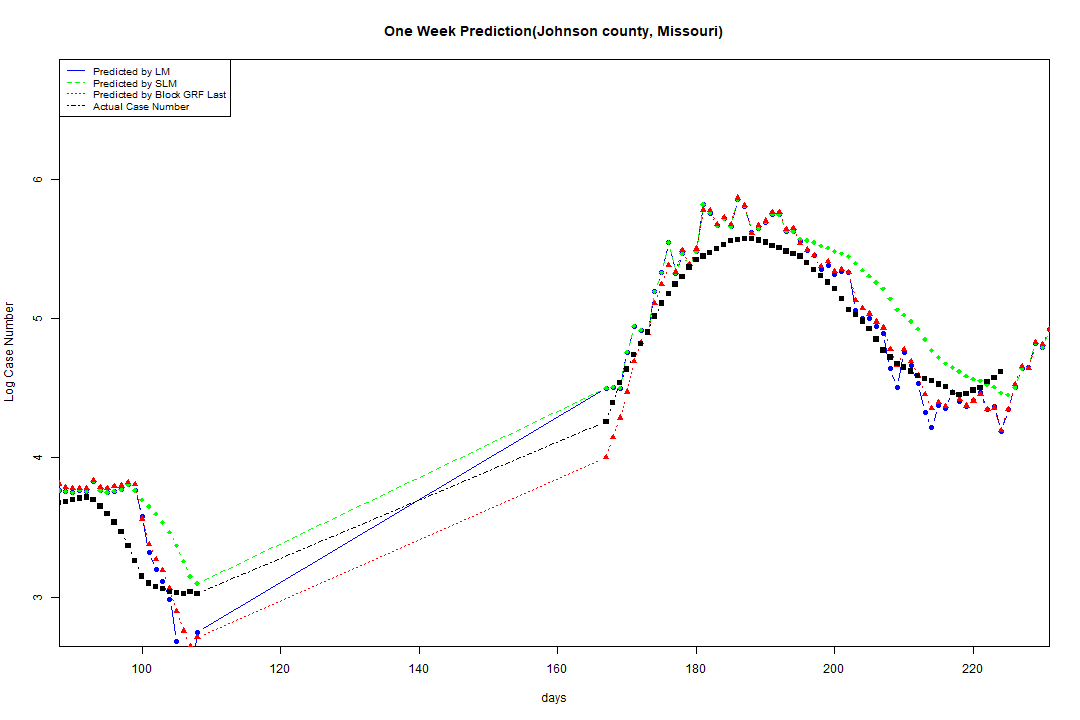 One Week Prediction(Johnson county, Missouri)
Predicted by LM
Predicted by SLM
Predicted by Block GRF Last
Actual Case Number
6
5
4
3
Log Case Number
100 120 140 160 180 200 220
days